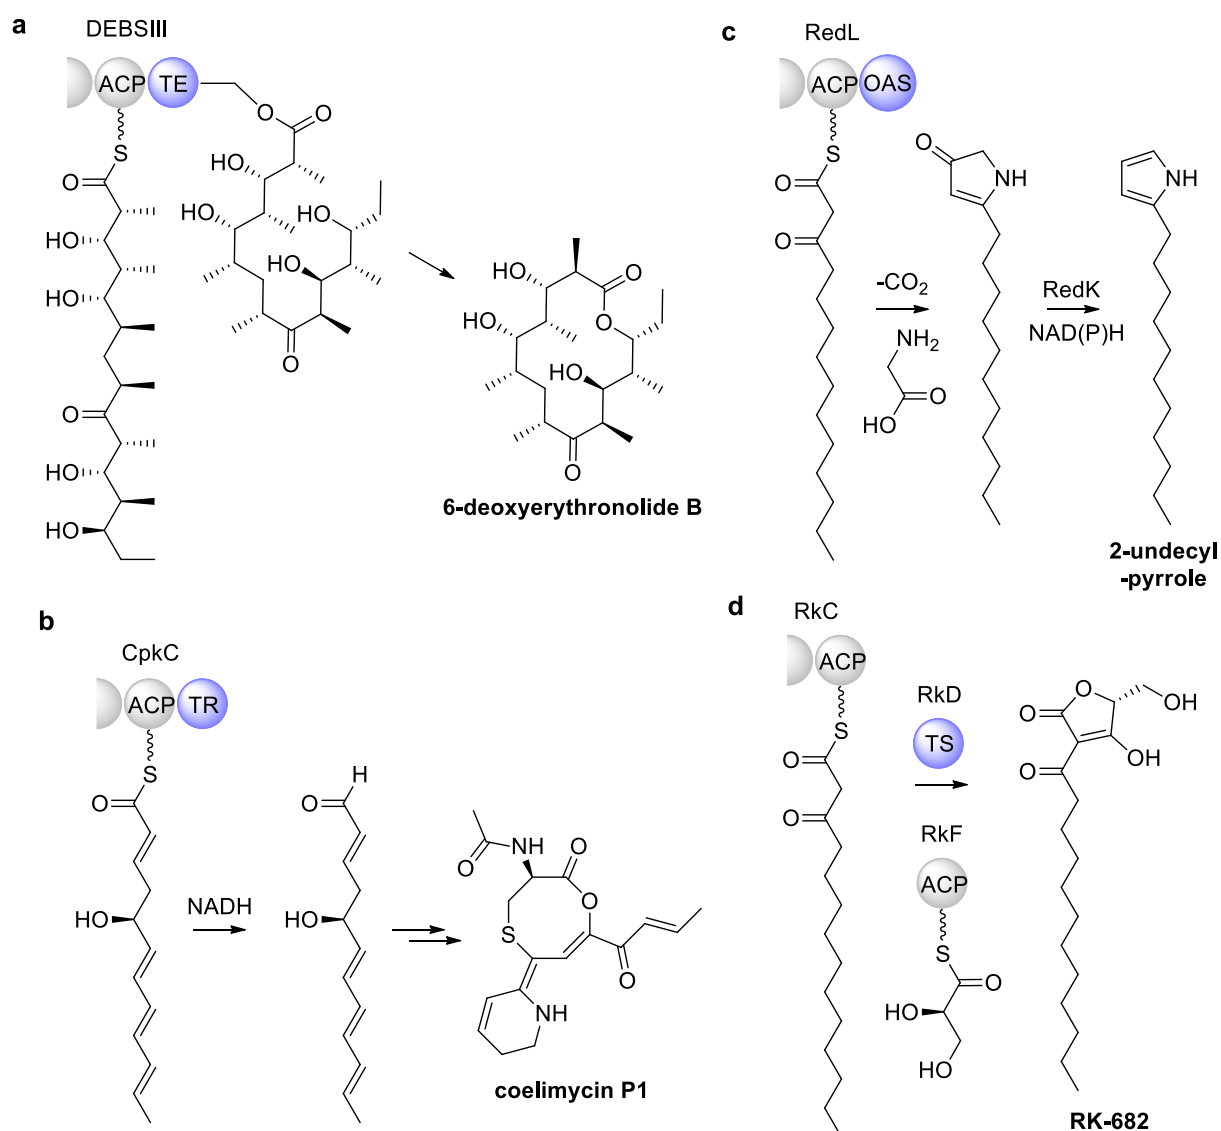 a
DEBSIII
ACP TE
O
O
S
HO
O
HO
HO
HO
HO
HO
HO
O
O
HO
HO
HO
O
O
HO
O
6-deoxyerythronolide B
b
CpkC
ACP TR
S
O
HO
NADH
H
O
HO
O
NH
O
O
S
O
NH
coelimycin P1
c
RedL
ACP OAS
S
O
O
-CO2
NH2
O
HO
O
NH
RedK
NAD(P)H
NH
2-undecyl
-pyrrole
d
RkC
ACP
S
O
O
RkD
TS
RkF
ACP
S
O
HO
HO
O
O
OH
OH
O
RK-682